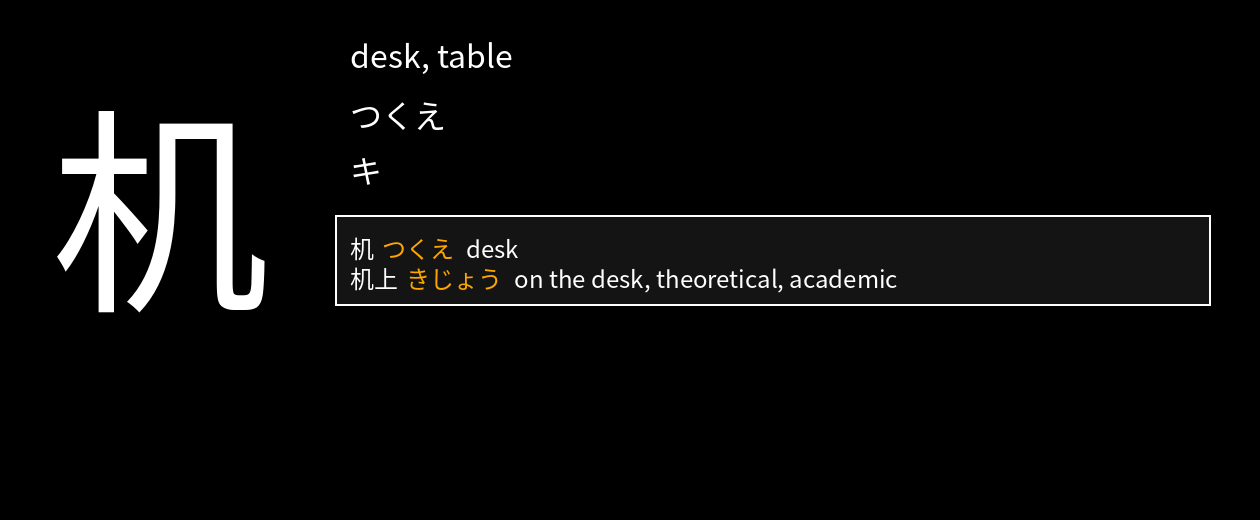 机
desk, table
つくえ
キ
机 つくえ desk
机上 きじょう on the desk, theoretical, academic